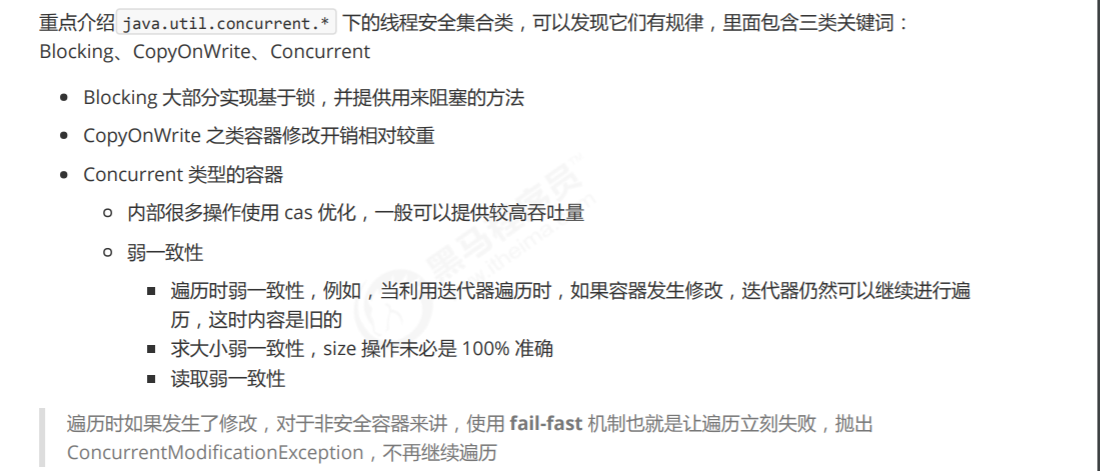 重点介绍 java.util.concurrent.* 下的线程安全集合类，可以发现它们有规律，里面包含三类关键词：
Blocking、CopyOnWrite、Concurrent
Blocking 大部分实现基于锁，并提供用来阻塞的方法
CopyOnWrite 之类容器修改开销相对较重
Concurrent 类型的容器
内部很多操作使用 cas 优化，一般可以提供较高吞吐量
弱一致性
遍历时弱一致性，例如，当利用迭代器遍历时，如果容器发生修改，迭代器仍然可以继续进行遍
历，这时内容是旧的
求大小弱一致性，size 操作未必是 100% 准确
读取弱一致性
遍历时如果发生了修改，对于非安全容器来讲，使用 fail-fast 机制也就是让遍历立刻失败，抛出
ConcurrentModificationException，不再继续遍历
黑马程序员
www.itheima.com